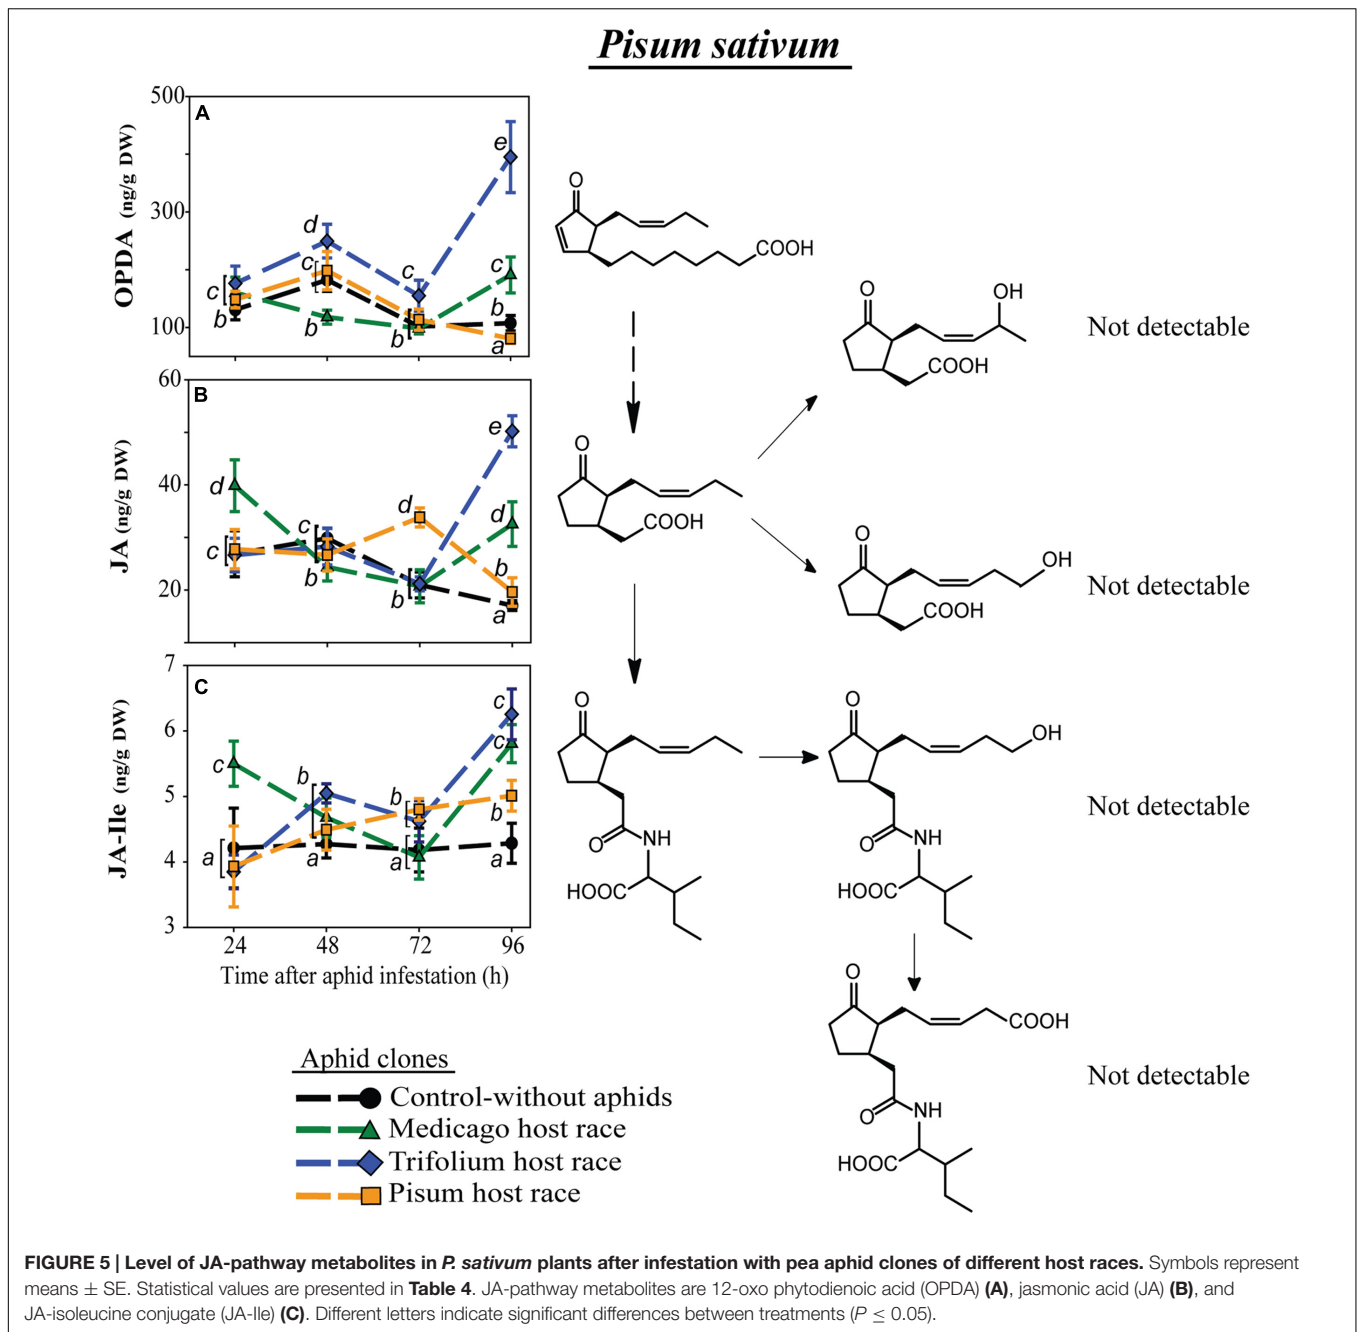 Pisum sativum
A
OPDA (ng/g DW)
500
300
100
c
b
d
c
b
c
b
e
c
b
a
B
JA (ng/g DW)
60
40
20
d
c
c
b
d
b
e
d
b
a
C
JA-Ile (ng/g DW)
7
6
5
4
3
c
a
b
a
b
a
c
c
b
24 48 72 96
Time after aphid infestation (h)
O
COOH
O
OH
COOH
Not detectable
O
COOH
O
OH
COOH
Not detectable
O
O
NH
HOOC
O
OH
O
NH
HOOC
Not detectable
O
COOH
O
NH
HOOC
Not detectable
Aphid clones
Control-without aphids
Medicago host race
Trifolium host race
Pisum host race
FIGURE 5 | Level of JA-pathway metabolites in P. sativum plants after infestation with pea aphid clones of different host races. Symbols represent
means ± SE. Statistical values are presented in Table 4. JA-pathway metabolites are 12-oxo phytodienoic acid (OPDA) (A), jasmonic acid (JA) (B), and
JA-isoleucine conjugate (JA-Ile) (C). Different letters indicate significant differences between treatments (P ≤ 0.05).